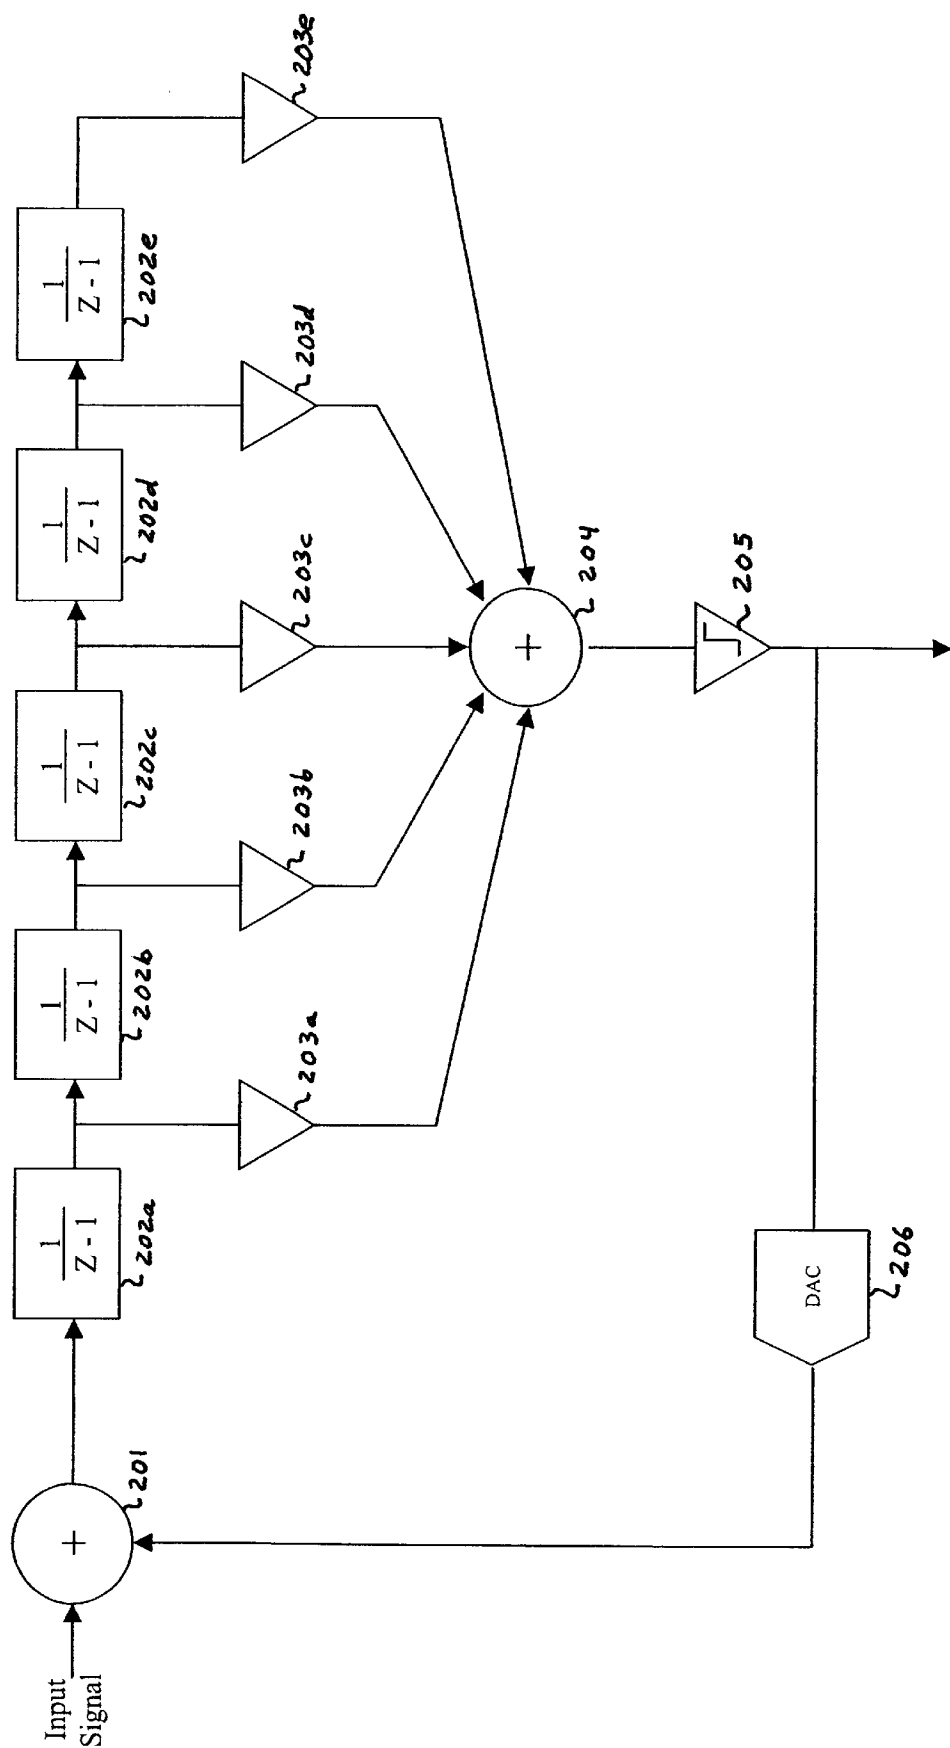 Input
Signal
+
201
1
Z - 1
202a
1
Z - 1
202b
1
Z - 1
202c
1
Z - 1
202d
1
Z - 1
202e
203a
203b
203c
203d
203e
+
204
205
DAC
206